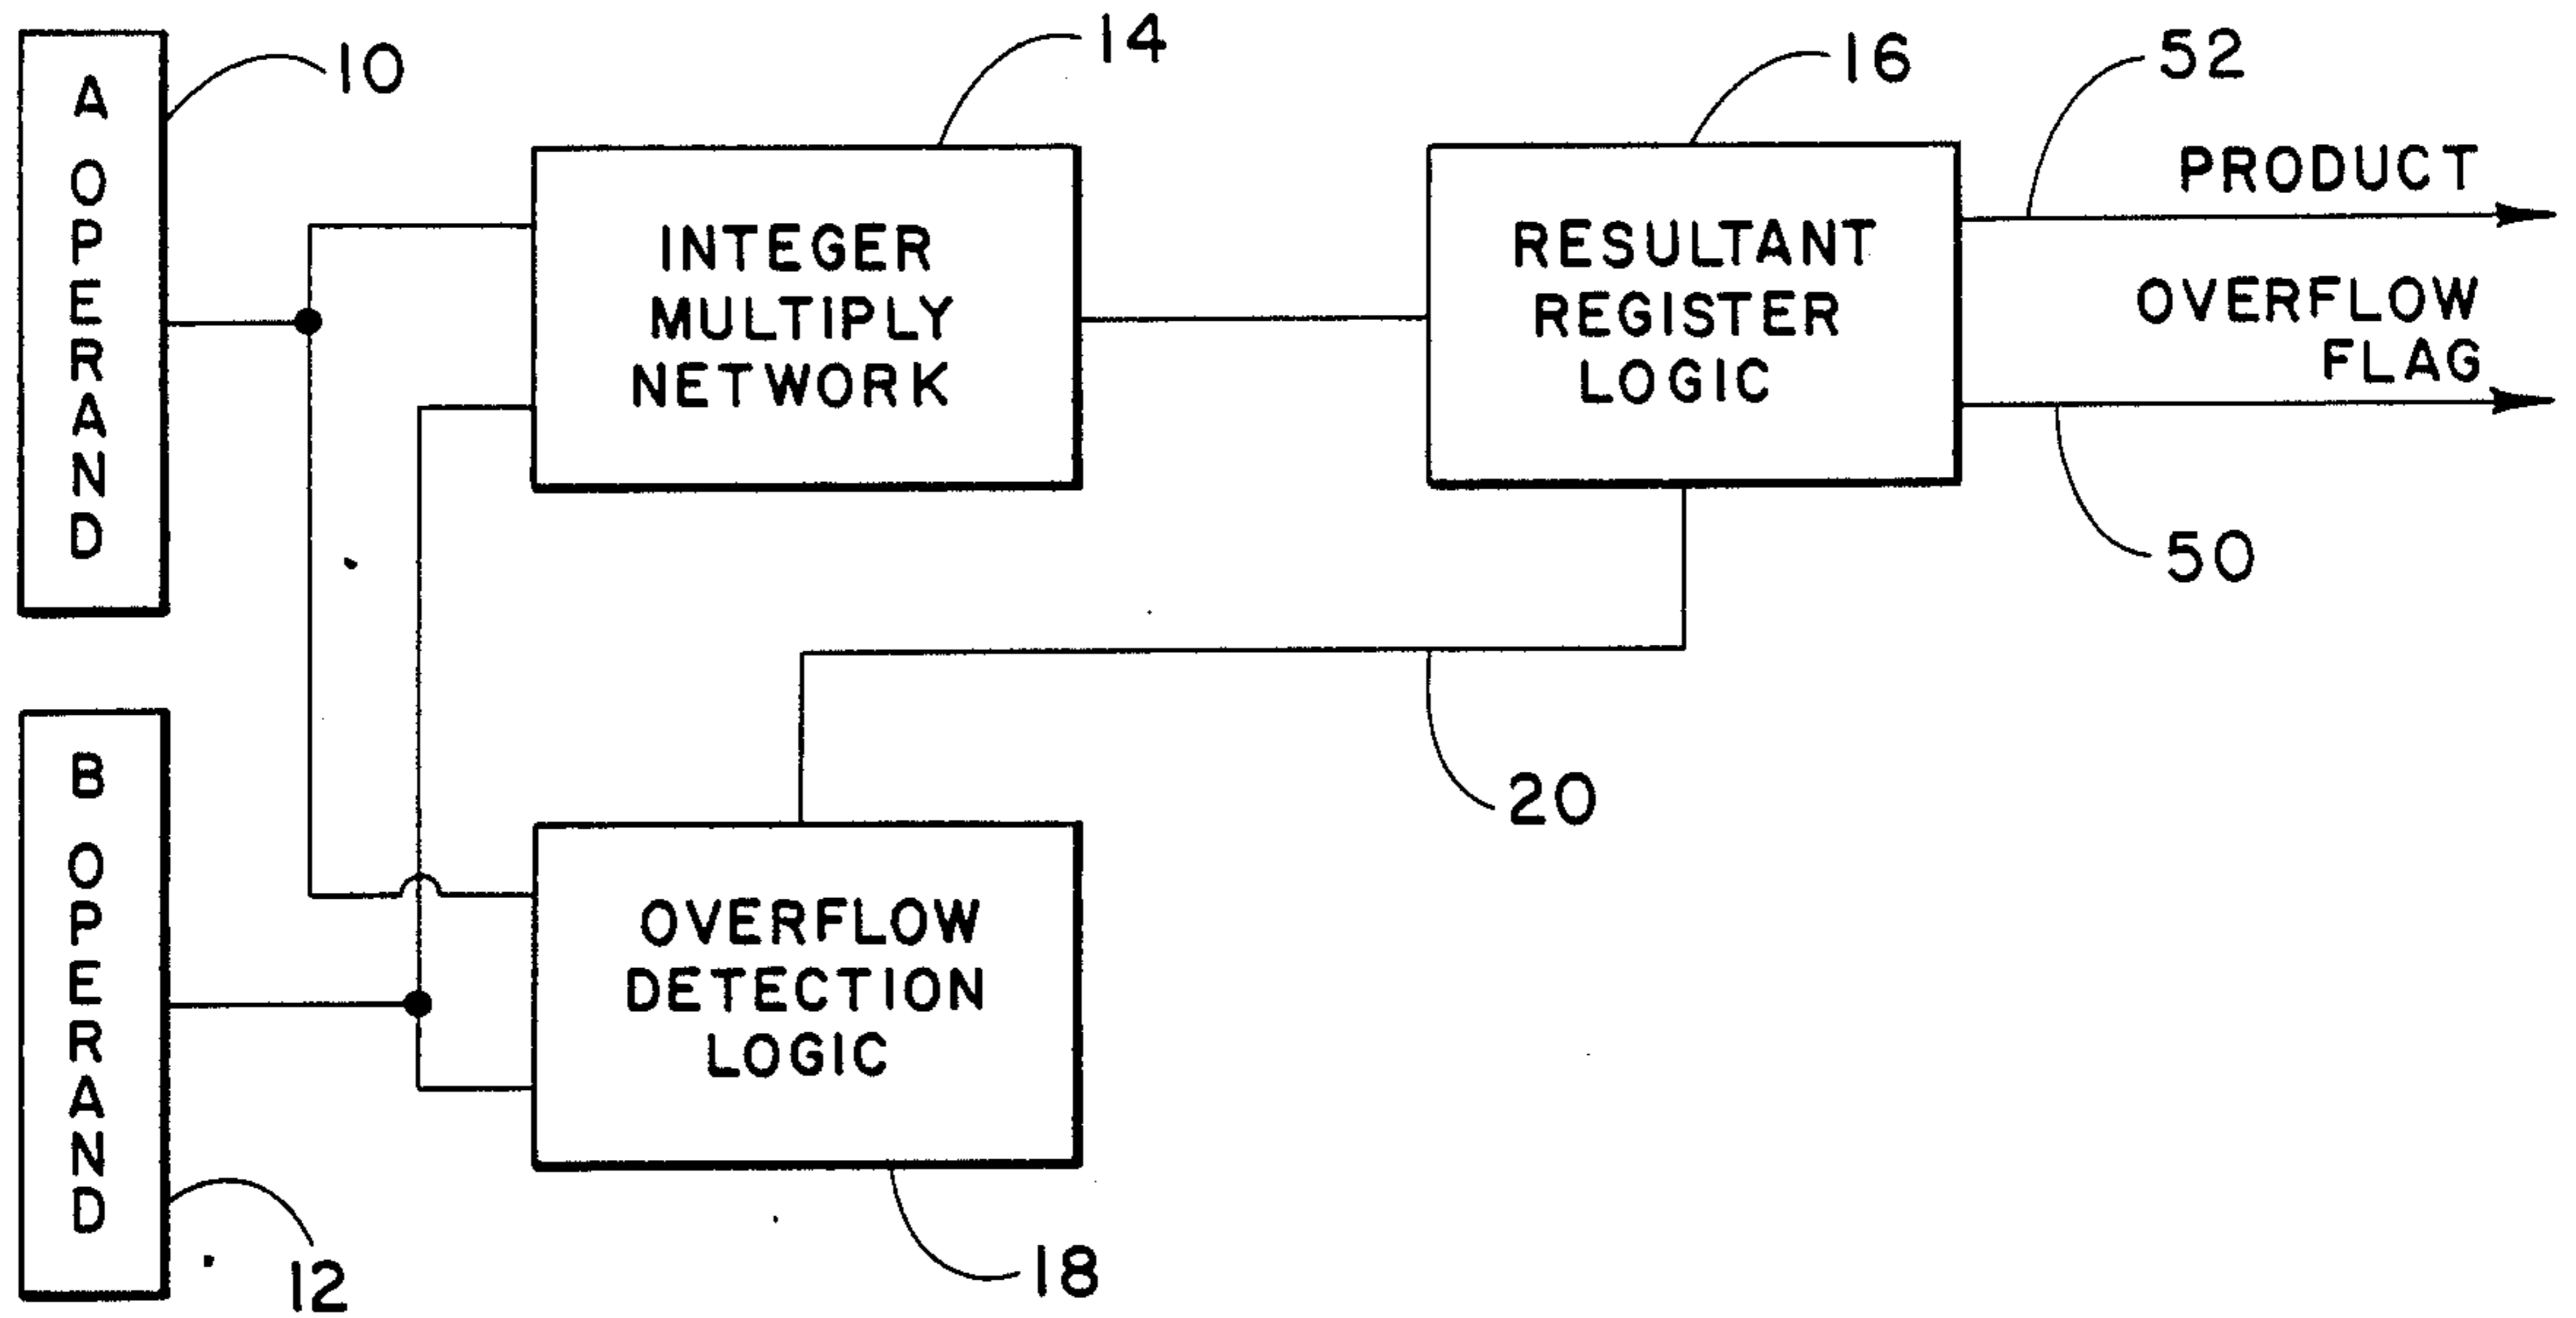 A OPERAND
10
14
INTEGER
MULTIPLY
NETWORK
16
RESULTANT
REGISTER
LOGIC
52
PRODUCT
OVERFLOW
FLAG
50
20
B OPERAND
12
OVERFLOW
DETECTION
LOGIC
18